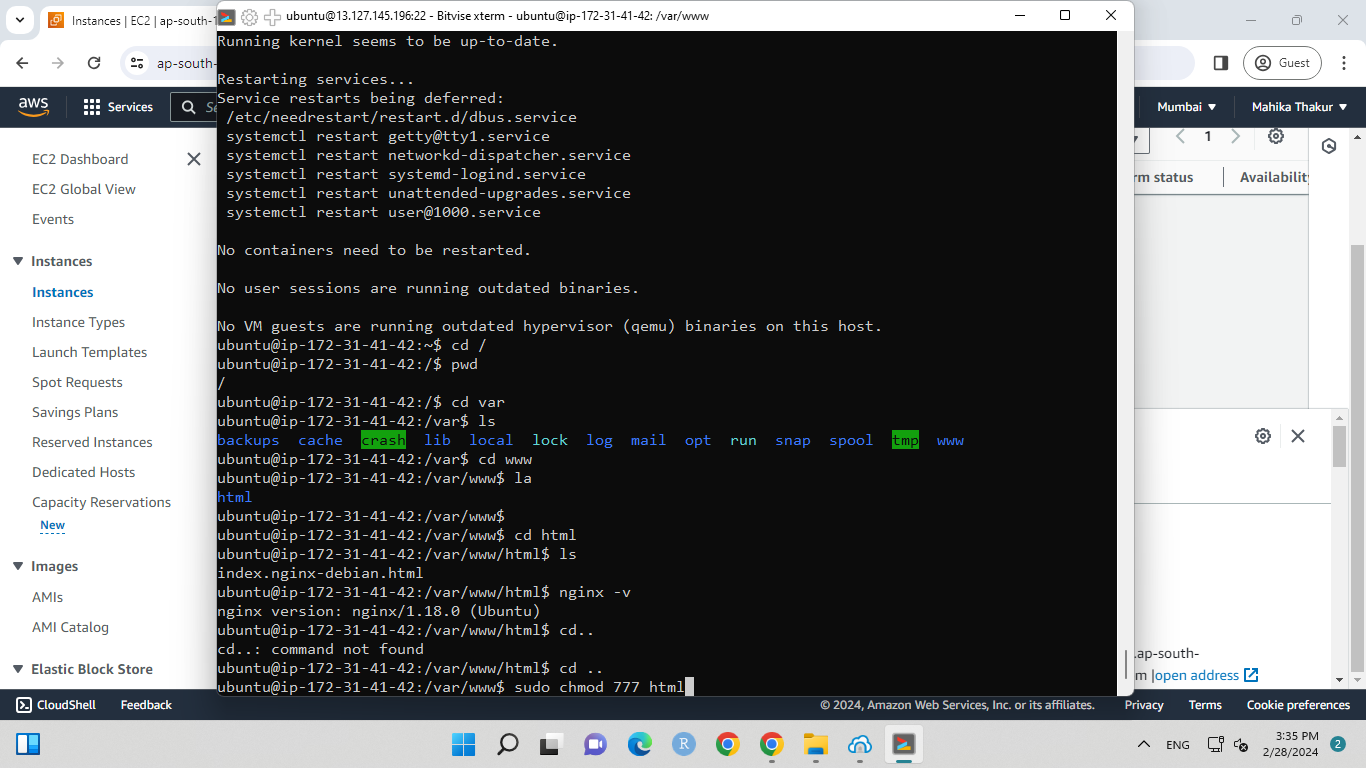 Instances | EC2 | ap-south-1
ubuntu@13.127.145.196:22 - Bitvise xterm - ubuntu@ip-172-31-41-42: /var/www
ap-south-
Guest
aws
Services
Se
Mumbai
Mahika Thakur
EC2 Dashboard
EC2 Global View
Events
Instances
Instances
Instance Types
Launch Templates
Spot Requests
Savings Plans
Reserved Instances
Dedicated Hosts
Capacity Reservations
New
Images
AMIs
AMI Catalog
Elastic Block Store
Running kernel seems to be up-to-date.
Restarting services...
Service restarts being deferred:
/etc/needrestart/restart.d/dbus.service
systemctl restart getty@tty1.service
systemctl restart networkd-dispatcher.service
systemctl restart systemd-logind.service
systemctl restart unattended-upgrades.service
systemctl restart user@1000.service
No containers need to be restarted.
No user sessions are running outdated binaries.
No VM guests are running outdated hypervisor (qemu) binaries on this host.
ubuntu@ip-172-31-41-42:~$ cd /
ubuntu@ip-172-31-41-42:/$ pwd
/
ubuntu@ip-172-31-41-42:/$ cd var
ubuntu@ip-172-31-41-42:/var$ ls
backups cache crash lib local lock log mail opt run snap spool tmp www
ubuntu@ip-172-31-41-42:/var$ cd www
ubuntu@ip-172-31-41-42:/var/www$ la
html
ubuntu@ip-172-31-41-42:/var/www$
ubuntu@ip-172-31-41-42:/var/www$ cd html
ubuntu@ip-172-31-41-42:/var/www/html$ ls
index.nginx-debian.html
ubuntu@ip-172-31-41-42:/var/www/html$ nginx -v
nginx version: nginx/1.18.0 (Ubuntu)
ubuntu@ip-172-31-41-42:/var/www/html$ cd..
cd..: command not found
ubuntu@ip-172-31-41-42:/var/www/html$ cd ..
ubuntu@ip-172-31-41-42:/var/www$ sudo chmod 777 html
1
rm status
Availability
.ap-south-
m |open address
CloudShell
Feedback
© 2024, Amazon Web Services, Inc. or its affiliates.
Privacy
Terms
Cookie preferences
R
ENG
3:35 PM
2/28/2024
2